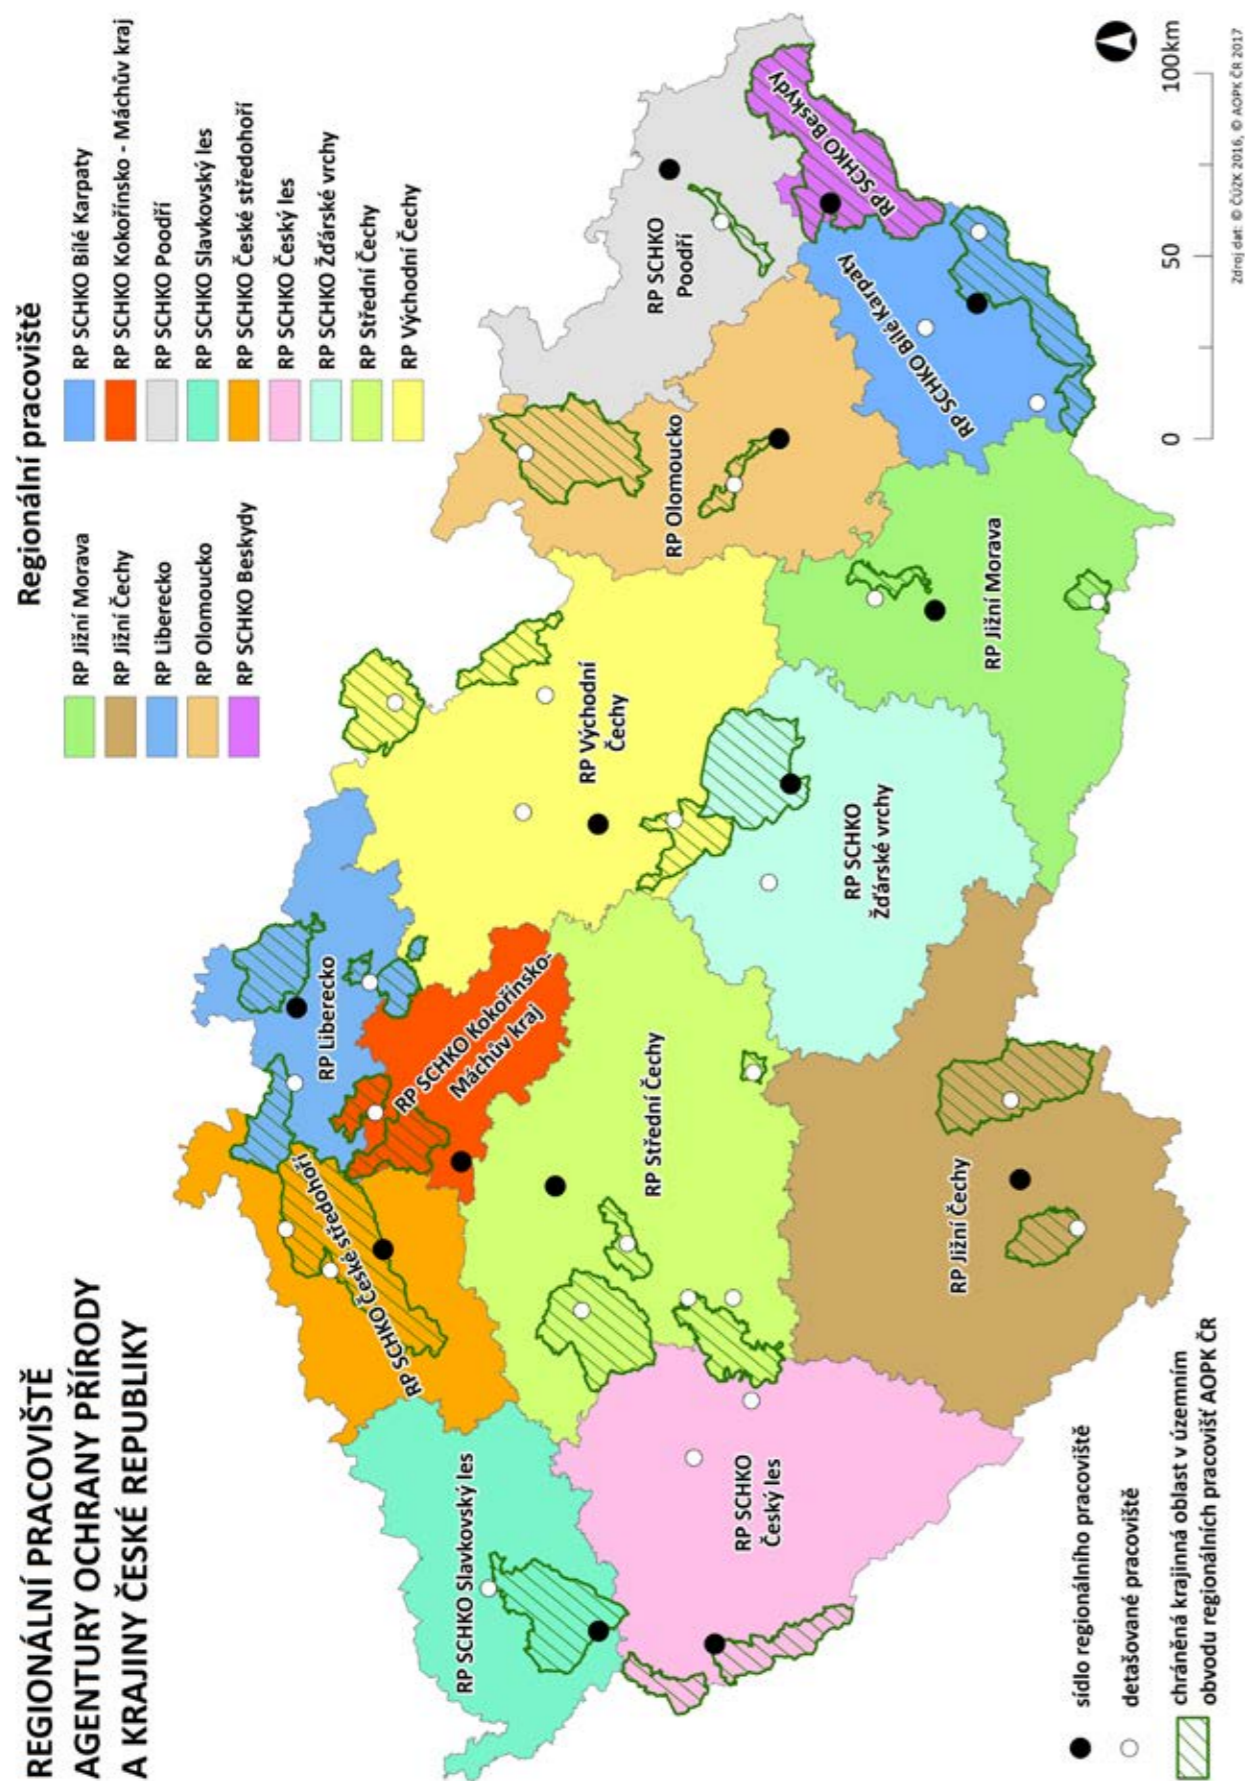 REGIONÁLNÍ PRACOVIŠTĚ
AGENTURY OCHRANY PŘÍRODY
A KRAJINY ČESKÉ REPUBLIKY
Regionální pracoviště
RP Jižní Morava
RP Jižní Čechy
RP Liberecko
RP Olomoucko
RP SCHKO Beskydy
RP SCHKO Bílé Karpaty
RP SCHKO Kokořínsko - Máchův kraj
RP SCHKO Poodří
RP SCHKO Slavkovský les
RP SCHKO České středohoří
RP SCHKO Český les
RP SCHKO Žďárské vrchy
RP Střední Čechy
RP Východní Čechy
RP SCHKO Slavkovský les
RP SCHKO České středohoří
RP Liberecko
RP SCHKO Kokořínsko-
Máchův kraj
RP Východní
Čechy
RP Olomoucko
RP SCHKO
Poodří
RP SCHKO Beskydy
RP SCHKO Bílé Karpaty
RP Jižní Morava
RP SCHKO
Žďárské vrchy
RP Střední Čechy
RP Jižní Čechy
RP SCHKO
Český les
sídlo regionálního pracoviště
detašované pracoviště
chráněná krajinná oblast v územním
obvodu regionálních pracovišť AOPK ČR
0
50
100km
Zdroj dat: © ČÚZK 2016, © AOPK ČR 2017